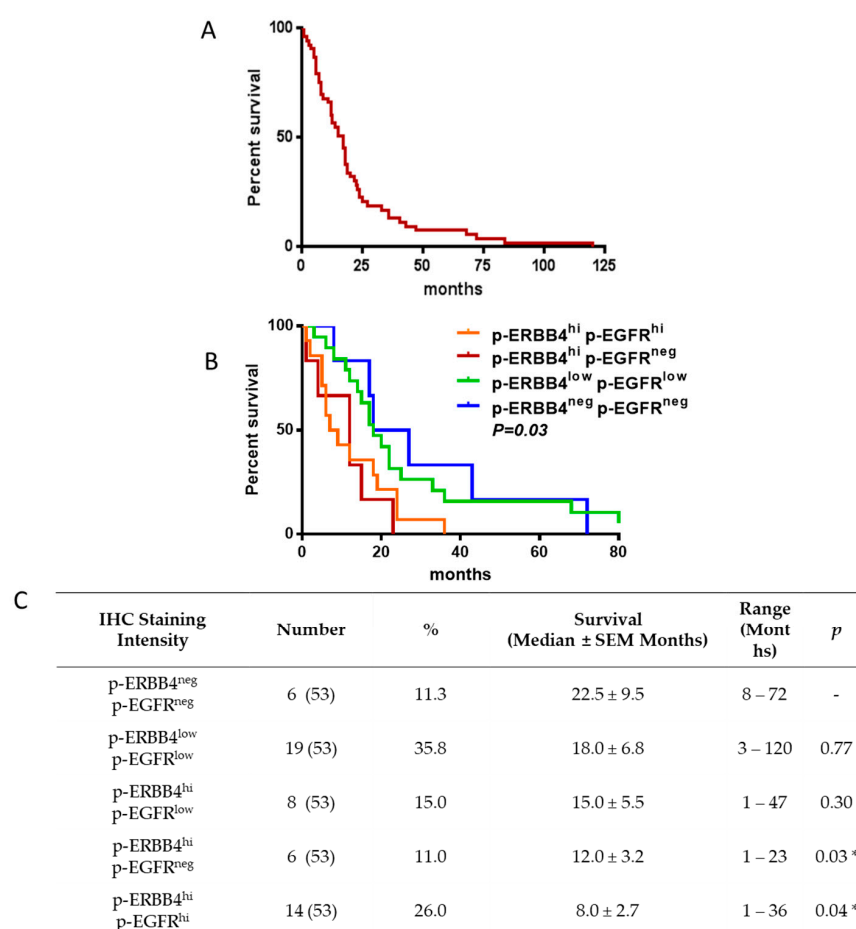 A
100
50
0
Percent survival
0 25 50 75 100 125
months
B
100
50
0
Percent survival
0 20 40 60 80
months
p-ERBB4hi p-EGFRhi
p-ERBB4hi p-EGFRneg
p-ERBB4low p-EGFRlow
p-ERBB4neg p-EGFRneg
P=0.03
C
IHC Staining Intensity Number % Survival (Median ± SEM Months) Range (Mont hs) p
p-ERBB4neg p-EGFRneg 6 (53) 11.3 22.5 ± 9.5 8 – 72 -
p-ERBB4low p-EGFRlow 19 (53) 35.8 18.0 ± 6.8 3 – 120 0.77
p-ERBB4hi p-EGFRlow 8 (53) 15.0 15.0 ± 5.5 1 – 47 0.30
p-ERBB4hi p-EGFRneg 6 (53) 11.0 12.0 ± 3.2 1 – 23 0.03 *
p-ERBB4hi p-EGFRhi 14 (53) 26.0 8.0 ± 2.7 1 – 36 0.04 *